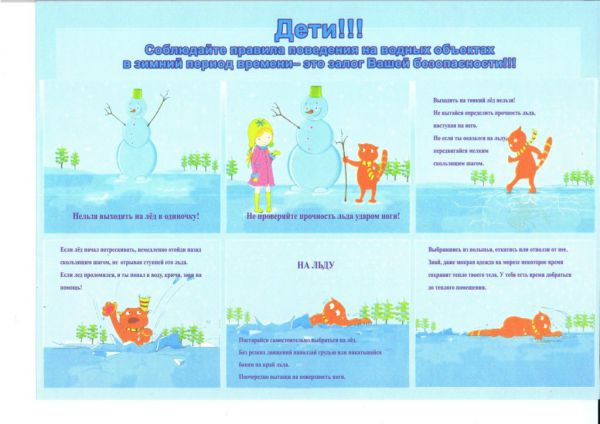 Дети!!!
Соблюдайте правила поведения на водных объектах
в зимний период времени– это залог Вашей безопасности!!!
Нельзя выходить на лёд в одиночку!
Не проверяйте прочность льда ударом ноги!
Выходить на тонкий лёд нельзя!
Не пытайся определить прочность льда,
наступая на него.
Но если ты оказался на льду,
передвигайся мелким
скользящим шагом.
Если лёд начал потрескивать, немедленно отойди назад
скользящим шагом, не отрывая ступней ото льда.
Если лед проломился, и ты попал в воду, кричи, зови на
помощь!
НА ЛЬДУ
Постарайся самостоятельно выбраться на лёд.
Без резких движений наползай грудью или накатывайся
боком на край льда.
Поочередно вытащи на поверхность ноги.
Выбравшись из полыньи, откатись или отползи от нее.
Знай, даже мокрая одежда на морозе некоторое время
сохранит тепло твоего тела. У тебя есть время добраться
до теплого помещения.